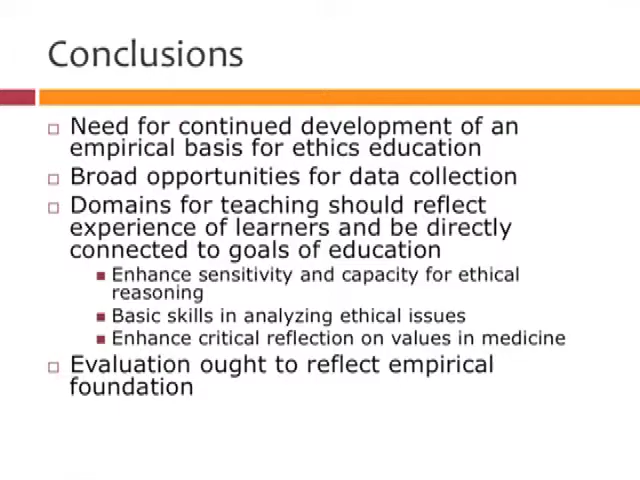 Conclusions
Need for continued development of an
empirical basis for ethics education
Broad opportunities for data collection
Domains for teaching should reflect
experience of learners and be directly
connected to goals of education
Enhance sensitivity and capacity for ethical
reasoning
Basic skills in analyzing ethical issues
Enhance critical reflection on values in medicine
Evaluation ought to reflect empirical
foundation